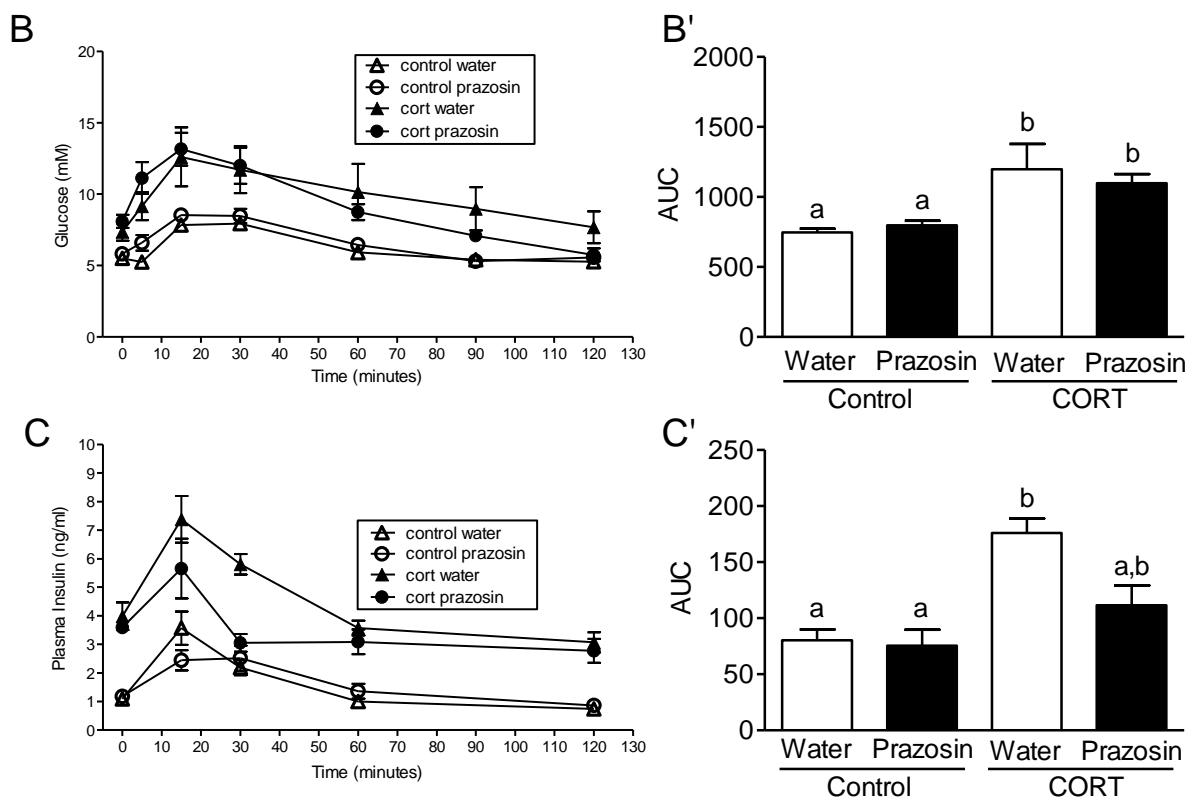 B
20
15
10
5
0
Glucose (mM)
control water
control prazosin
cort water
cort prazosin
0 10 20 30 40 50 60 70 80 90 100 110 120 130
Time (minutes)
B'
2000
1500
1000
500
0
AUC
a a b b
Water Prazosin Water Prazosin
Control CORT
C
10
9
8
7
6
5
4
3
2
1
0
Plasma Insulin (ng/ml)
control water
control prazosin
cort water
cort prazosin
0 10 20 30 40 50 60 70 80 90 100 110 120 130
Time (minutes)
C'
250
200
150
100
50
0
AUC
a a b a,b
Water Prazosin Water Prazosin
Control CORT